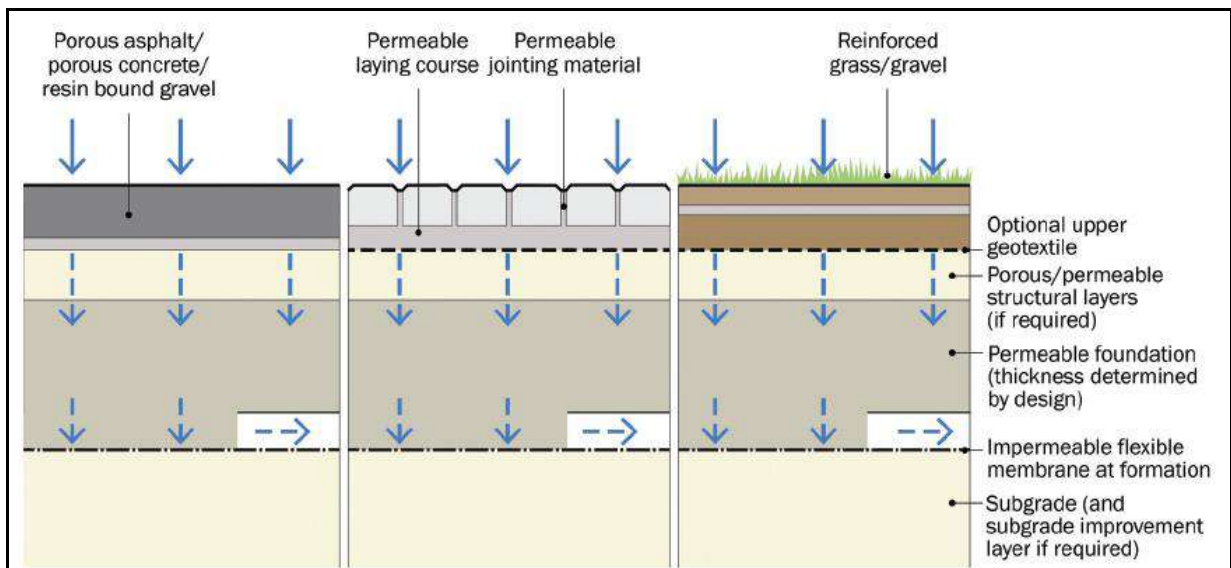 Porous asphalt/
porous concrete/
resin bound gravel
Permeable
laying course
Permeable
jointing material
Reinforced
grass/gravel
Optional upper
geotextile
Porous/permeable
structural layers
(if required)
Permeable foundation
(thickness determined
by design)
Impermeable flexible
membrane at formation
Subgrade (and
subgrade improvement
layer if required)